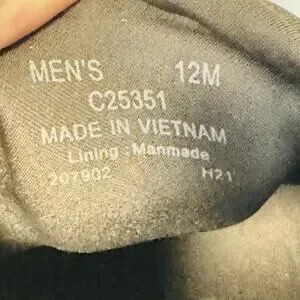 MEN'S 12M
C25351
MADE IN VIETNAM
Lining: Manmade
207902 H21